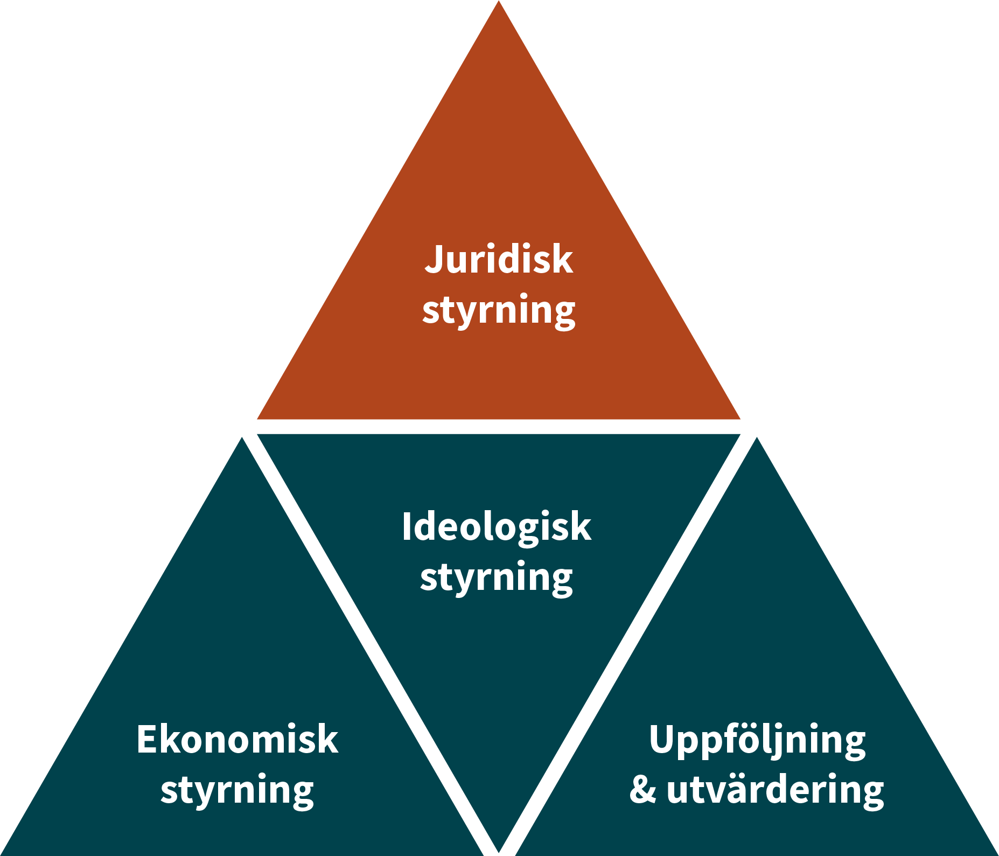 Juridisk
styrning
Ideologisk
styrning
Ekonomisk
styrning
Uppföljning
& utvärdering